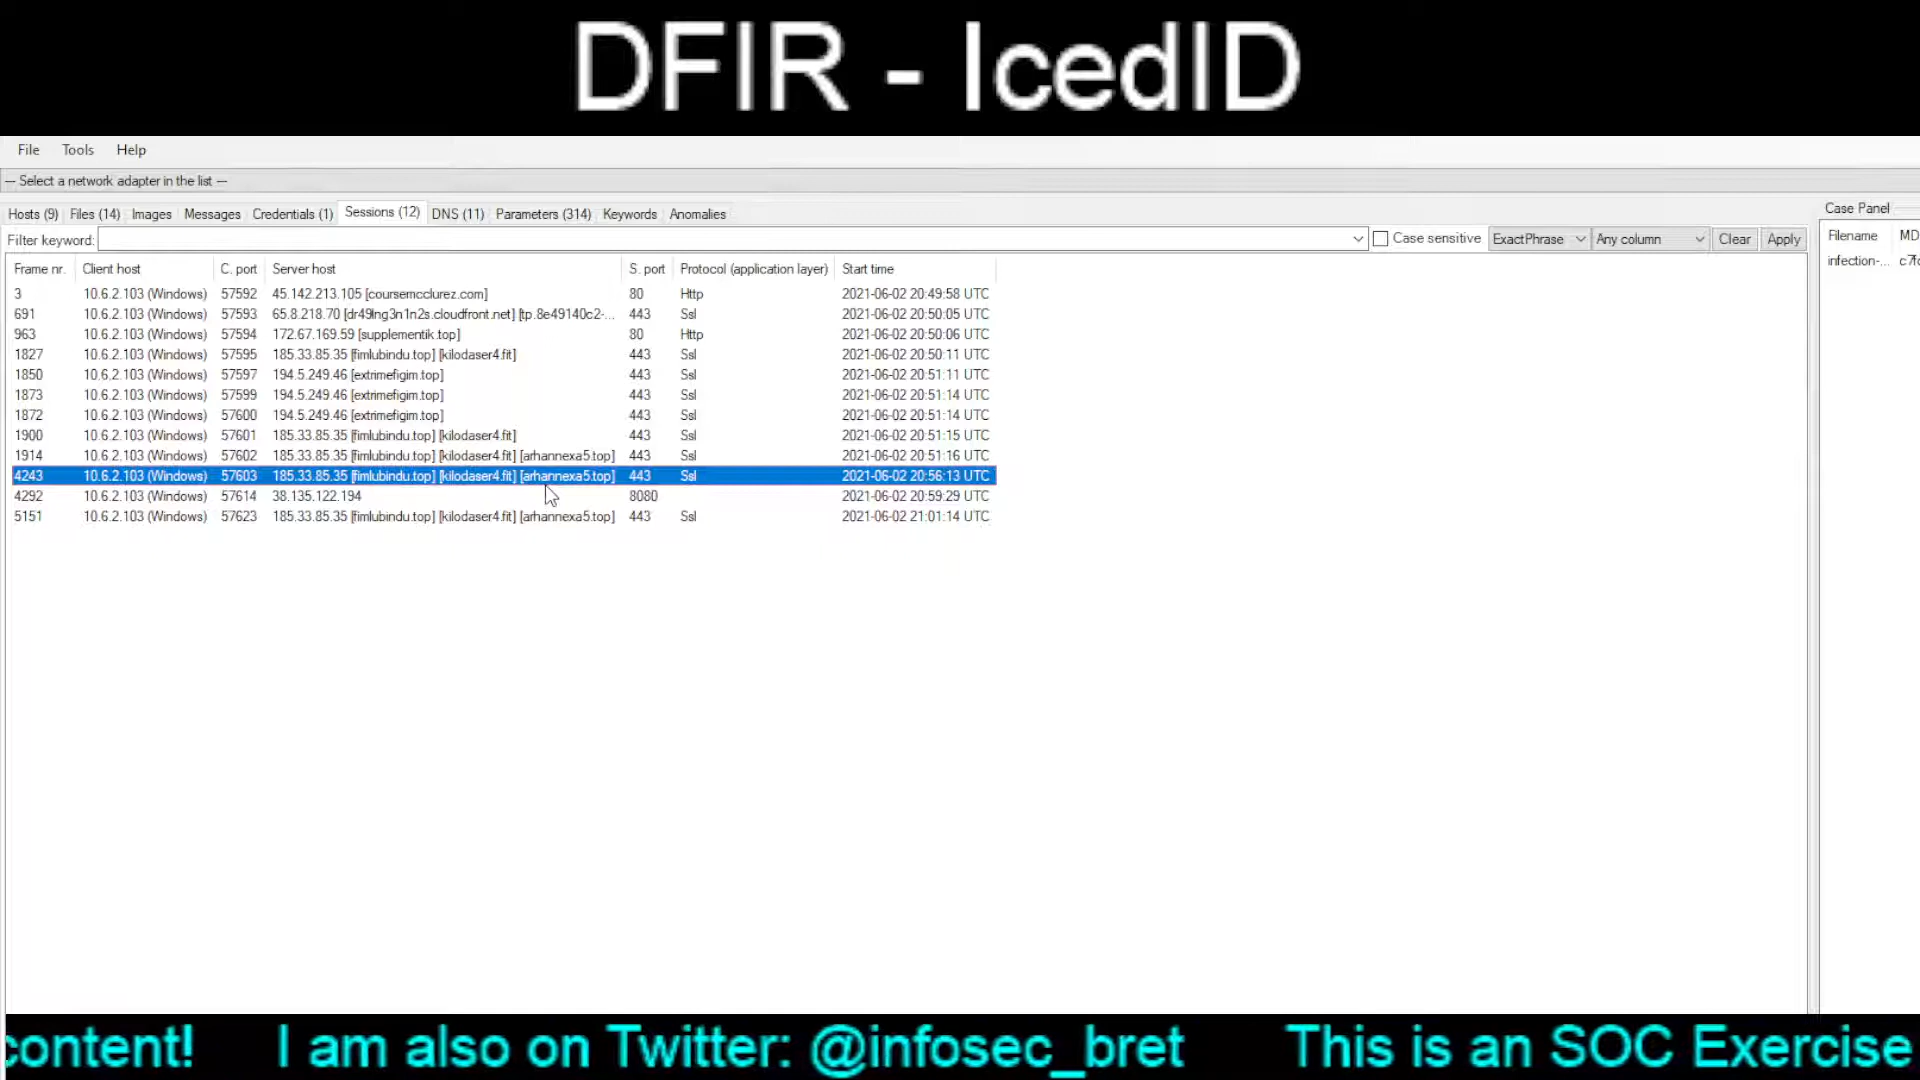 DFIR - IcedID
File Tools Help
--- Select a network adapter in the list ---
Hosts (9) Files (14) Images Messages Credentials (1) Sessions (12) DNS (11) Parameters (314) Keywords Anomalies
Case Panel
Filter keyword: Case sensitive ExactPhrase Any column Clear Apply
Filename MD
infection-...
Frame nr. Client host C. port Server host S. port Protocol (application layer) Start time
3 10.6.2.103 (Windows) 57592 45.142.213.105 [coursemcclurez.com] 80 Http 2021-06-02 20:49:58 UTC
691 10.6.2.103 (Windows) 57593 65.8.218.70 [dr49lng3n1n2s.cloudfront.net] [tp.8e49140c2-... 443 Ssl 2021-06-02 20:50:05 UTC
963 10.6.2.103 (Windows) 57594 172.67.169.59 [supplementik.top] 80 Http 2021-06-02 20:50:06 UTC
1827 10.6.2.103 (Windows) 57595 185.33.85.35 [fimlubindu.top] [kilodaser4.fit] 443 Ssl 2021-06-02 20:50:11 UTC
1850 10.6.2.103 (Windows) 57597 194.5.249.46 [extrimefigim.top] 443 Ssl 2021-06-02 20:51:11 UTC
1873 10.6.2.103 (Windows) 57599 194.5.249.46 [extrimefigim.top] 443 Ssl 2021-06-02 20:51:14 UTC
1872 10.6.2.103 (Windows) 57600 194.5.249.46 [extrimefigim.top] 443 Ssl 2021-06-02 20:51:14 UTC
1900 10.6.2.103 (Windows) 57601 185.33.85.35 [fimlubindu.top] [kilodaser4.fit] 443 Ssl 2021-06-02 20:51:15 UTC
1914 10.6.2.103 (Windows) 57602 185.33.85.35 [fimlubindu.top] [kilodaser4.fit] [arhannexa5.top] 443 Ssl 2021-06-02 20:51:16 UTC
4243 10.6.2.103 (Windows) 57603 185.33.85.35 [fimlubindu.top] [kilodaser4.fit] [arhannexa5.top] 443 Ssl 2021-06-02 20:56:13 UTC
4292 10.6.2.103 (Windows) 57614 38.135.122.194 8080 2021-06-02 20:59:29 UTC
5151 10.6.2.103 (Windows) 57623 185.33.85.35 [fimlubindu.top] [kilodaser4.fit] [arhannexa5.top] 443 Ssl 2021-06-02 21:01:14 UTC
content! I am also on Twitter: @infosec_bret This is an SOC Exercise